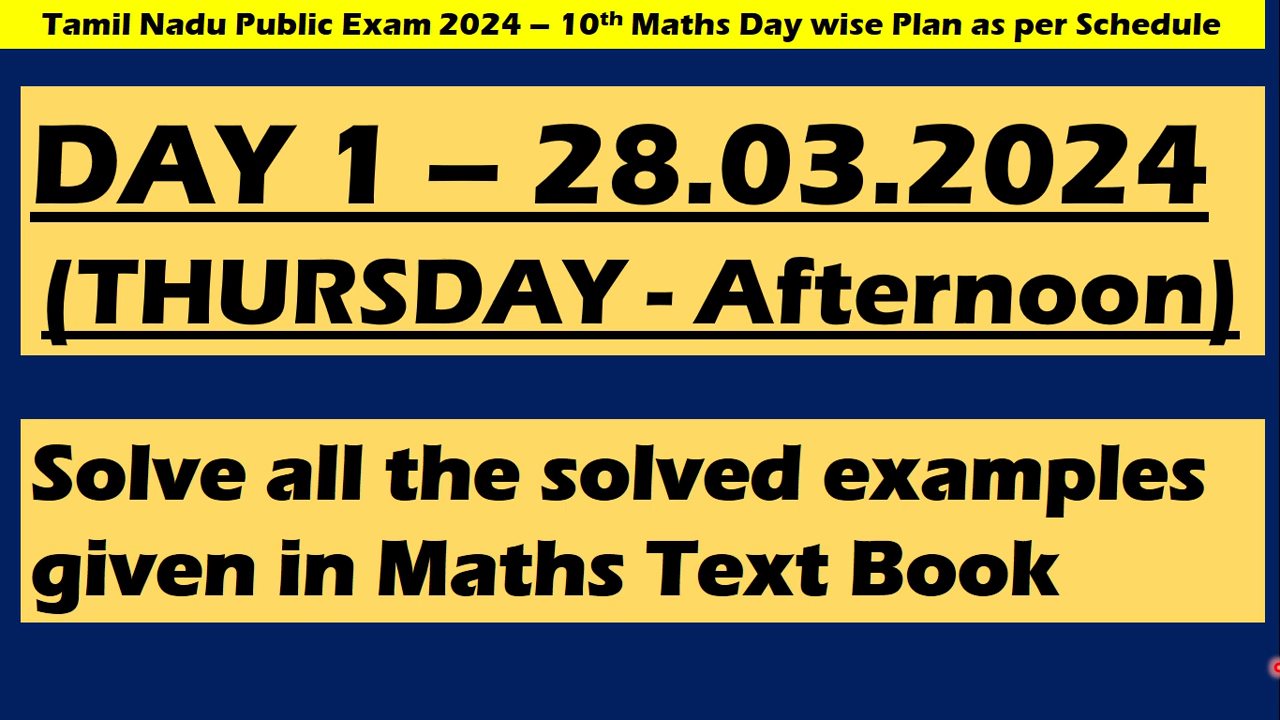 Tamil Nadu Public Exam 2024 – 10th Maths Day wise Plan as per Schedule
DAY 1 – 28.03.2024
(THURSDAY - Afternoon)
Solve all the solved examples
given in Maths Text Book